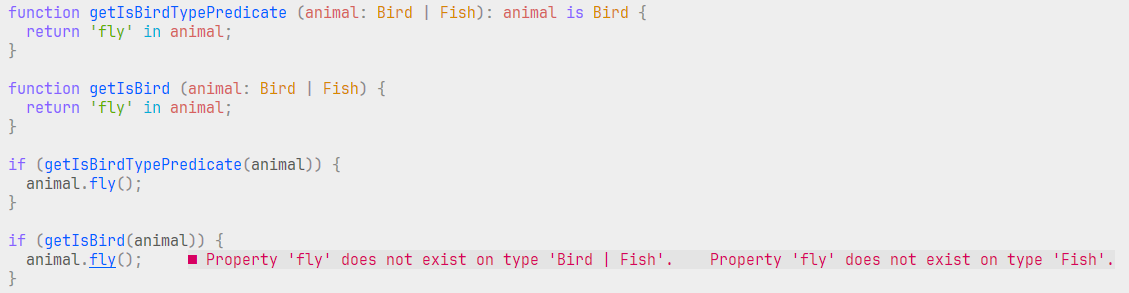 function getIsBirdTypePredicate (animal: Bird | Fish): animal is Bird {
  return 'fly' in animal;
}

function getIsBird (animal: Bird | Fish) {
  return 'fly' in animal;
}

if (getIsBirdTypePredicate(animal)) {
  animal.fly();
}

if (getIsBird(animal)) {
  animal.fly();     ■ Property 'fly' does not exist on type 'Bird | Fish'.    Property 'fly' does not exist on type 'Fish'.
}